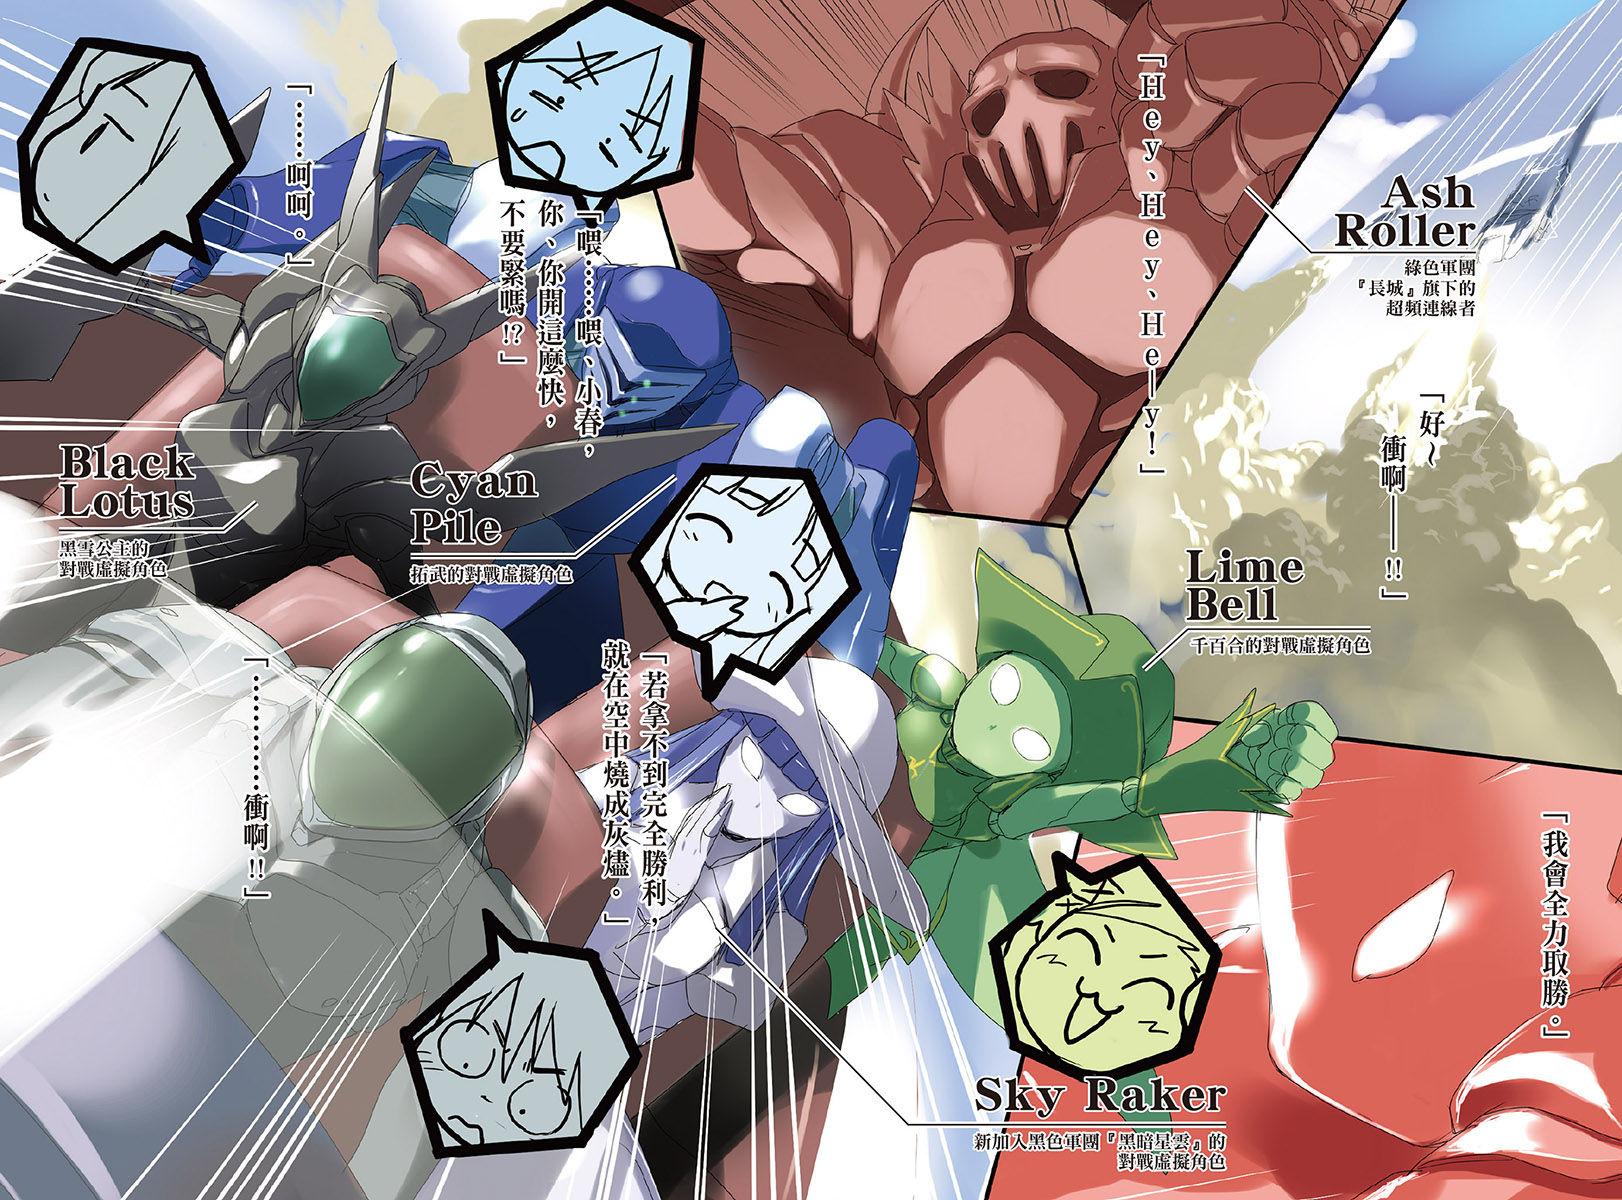 Ash
Roller
綠色軍團
『長城』旗下的
超頻連線者
「好～
衝啊——!!」
「Hey、Hey、He—y!」
「喂……喂、小春，
你、你開這麼快，
不要緊嗎!?」
「……呵呵。」
Black
Lotus
黑雪公主的
對戰虛擬角色
Cyan
Pile
拓武的對戰虛擬角色
Lime
Bell
千百合的對戰虛擬角色
「我會全力取勝。」
「若拿不到完全勝利，
就在空中燒成灰燼。」
「…………衝啊!!」
Sky Raker
新加入黑色軍團『黑暗星雲』的
對戰虛擬角色